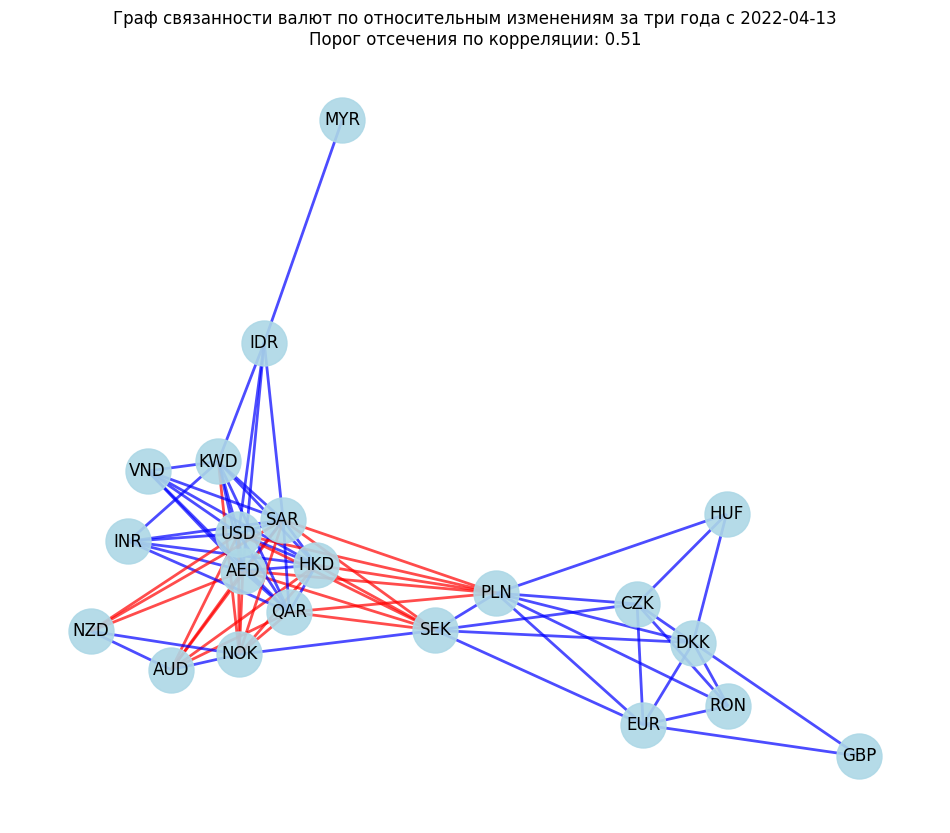 Граф связанности валют по относительным изменениям за три года с 2022-04-13
Порог отсечения по корреляции: 0.51
MYR
IDR
KWD
VND
HUF
SAR
USD
INR
HKD
AED
PLN
CZK
QAR
SEK
NZD
DKK
NOK
AUD
RON
EUR
GBP